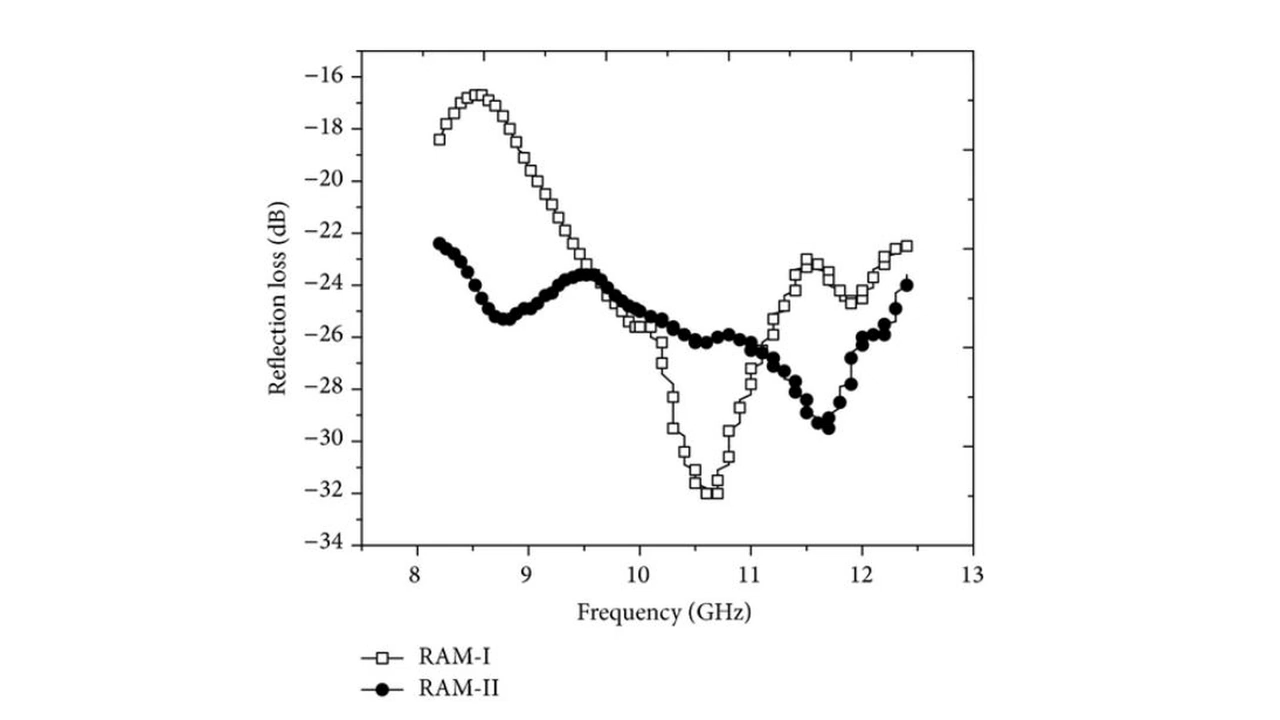 −16
−18
−20
−22
−24
−26
−28
−30
−32
−34
Reflection loss (dB)
8 9 10 11 12 13
Frequency (GHz)
RAM-I
RAM-II